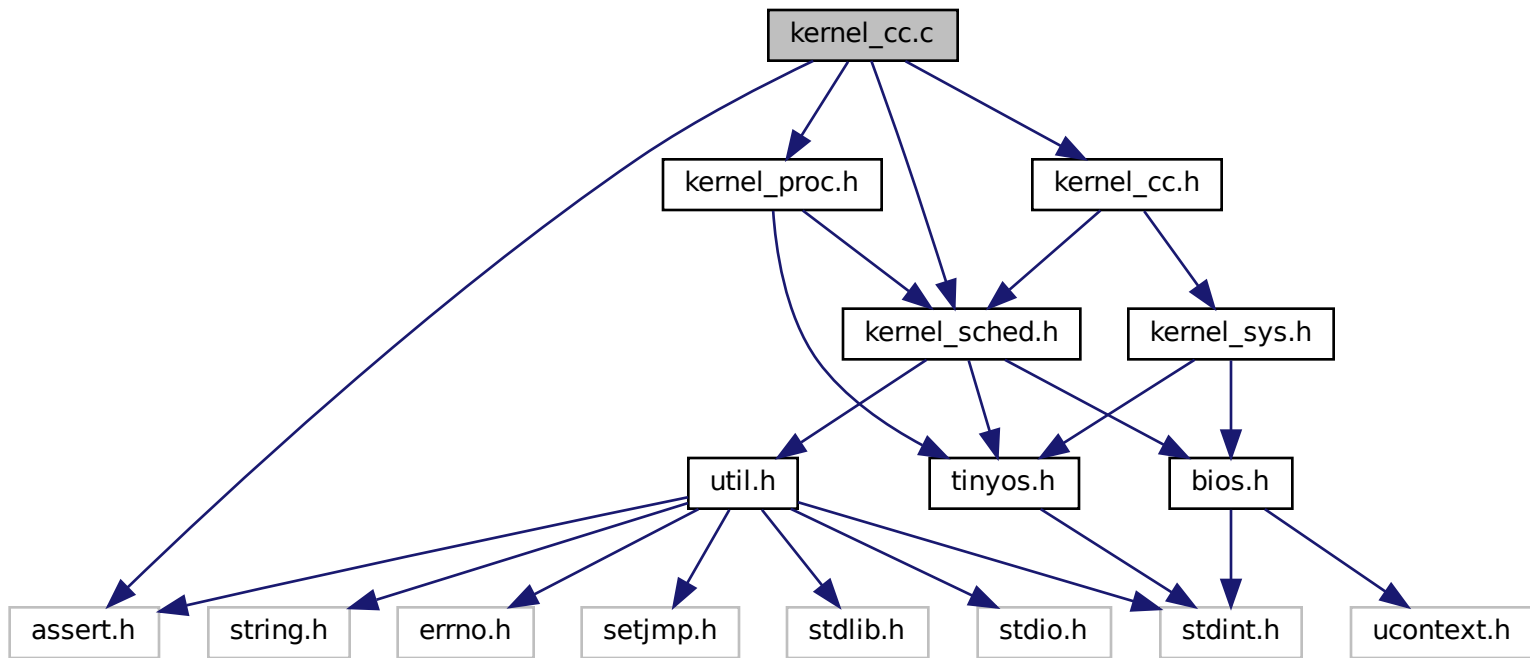 kernel_cc.c
kernel_proc.h
kernel_cc.h
kernel_sched.h
kernel_sys.h
util.h
tinyos.h
bios.h
assert.h
string.h
errno.h
setjmp.h
stdlib.h
stdio.h
stdint.h
ucontext.h